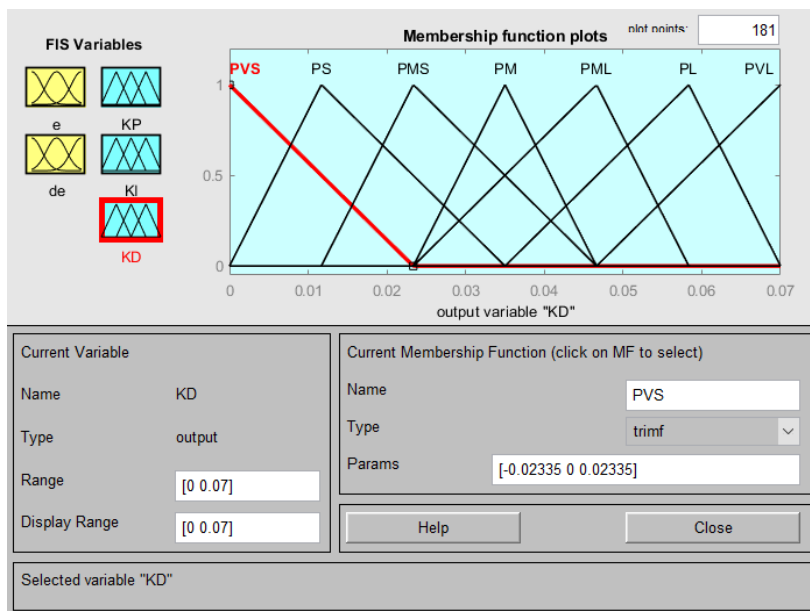 FIS Variables
e
KP
de
KI
KD
Membership function plots
plot points:
181
PVS
PS
PMS
PM
PML
PL
PVL
1
0.5
0
0
0.01
0.02
0.03
0.04
0.05
0.06
0.07
output variable "KD"
Current Variable
Name
KD
Type
output
Range
[0 0.07]
Display Range
[0 0.07]
Current Membership Function (click on MF to select)
Name
PVS
Type
trimf
Params
[-0.02335 0 0.02335]
Help
Close
Selected variable "KD"